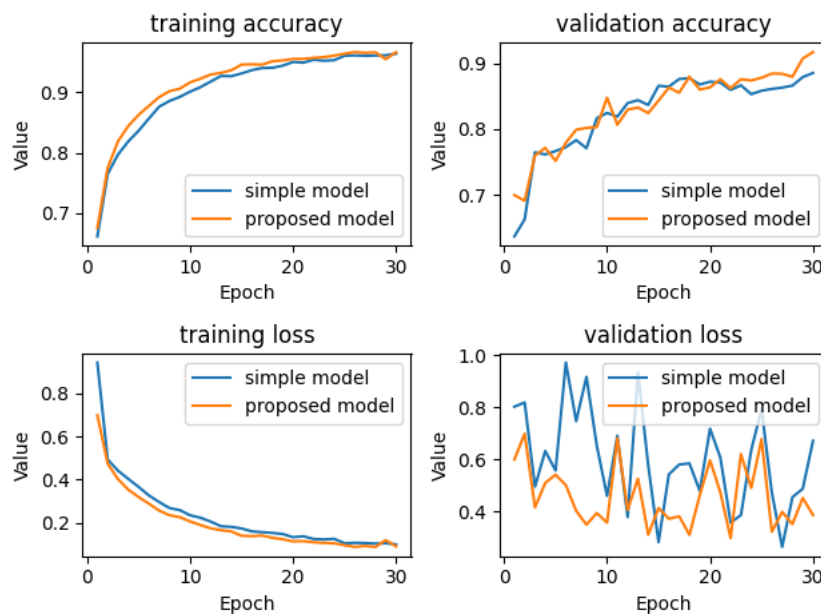 training accuracy
Value
0.9
0.8
0.7
simple model
proposed model
0
10
20
30
Epoch
validation accuracy
Value
0.9
0.8
0.7
simple model
proposed model
0
10
20
30
Epoch
training loss
Value
0.8
0.6
0.4
0.2
simple model
proposed model
0
10
20
30
Epoch
validation loss
Value
1.0
0.8
0.6
0.4
simple model
proposed model
0
10
20
30
Epoch